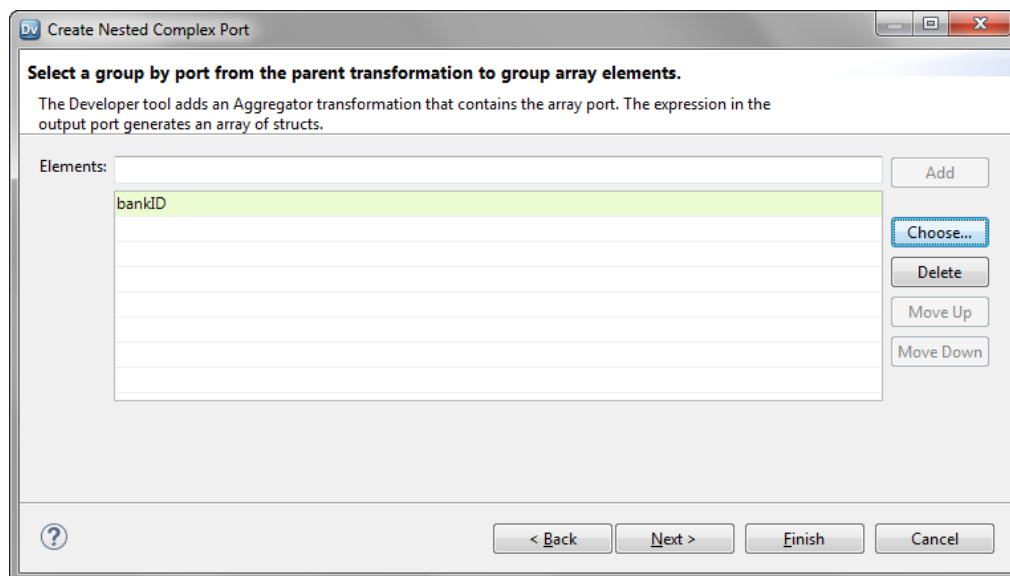 Dv Create Nested Complex Port
Select a group by port from the parent transformation to group array elements.
The Developer tool adds an Aggregator transformation that contains the array port. The expression in the
output port generates an array of structs.
Elements:
Add
bankID
Choose...
Delete
Move Up
Move Down
?
< Back
Next >
Finish
Cancel